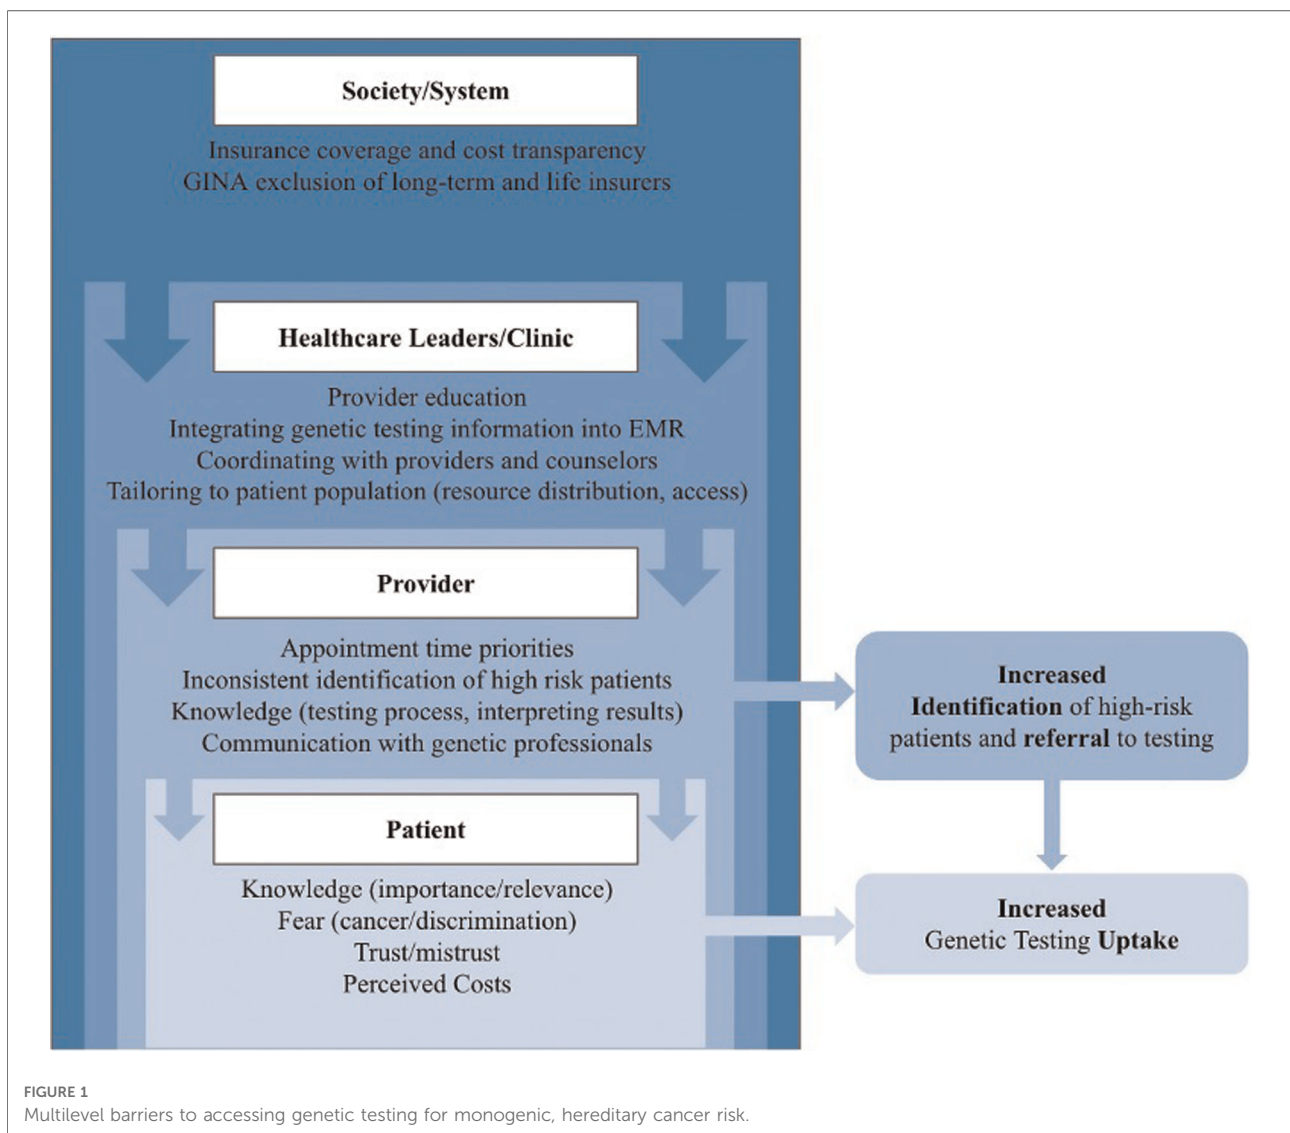 Society/System
Insurance coverage and cost transparency
GINA exclusion of long-term and life insurers
Healthcare Leaders/Clinic
Provider education
Integrating genetic testing information into EMR
Coordinating with providers and counselors
Tailoring to patient population (resource distribution, access)
Provider
Appointment time priorities
Inconsistent identification of high risk patients
Knowledge (testing process, interpreting results)
Communication with genetic professionals
Increased
Identification of high-risk
patients and referral to testing
Patient
Knowledge (importance/relevance)
Fear (cancer/discrimination)
Trust/mistrust
Perceived Costs
Increased
Genetic Testing Uptake
FIGURE 1
Multilevel barriers to accessing genetic testing for monogenic, hereditary cancer risk.